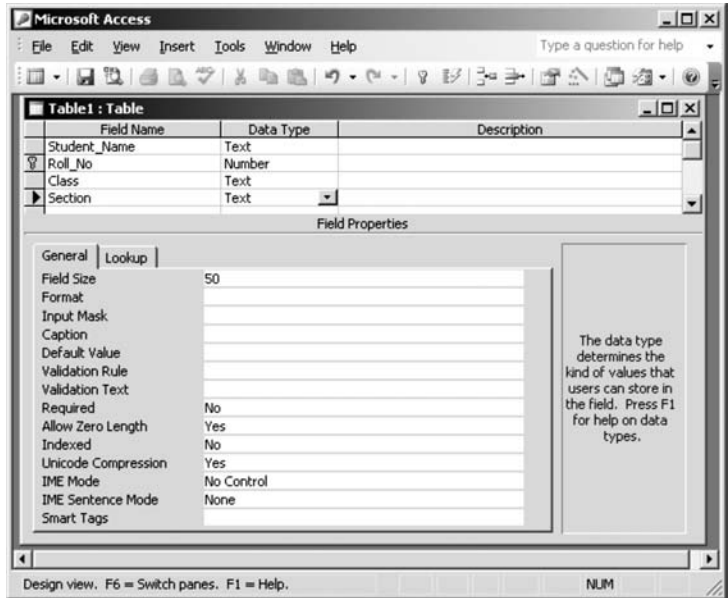 Microsoft Access
File Edit View Insert Tools Window Help Type a question for help
Table1 : Table
Field Name Data Type Description
Student_Name Text
Roll_No Number
Class Text
Section Text
Field Properties
General Lookup
Field Size 50
Format
Input Mask
Caption
Default Value
Validation Rule
Validation Text
Required No
Allow Zero Length Yes
Indexed No
Unicode Compression Yes
IME Mode No Control
IME Sentence Mode None
Smart Tags
The data type
determines the
kind of values that
users can store in
the field. Press F1
for help on data
types.
Design view. F6 = Switch panes. F1 = Help. NUM